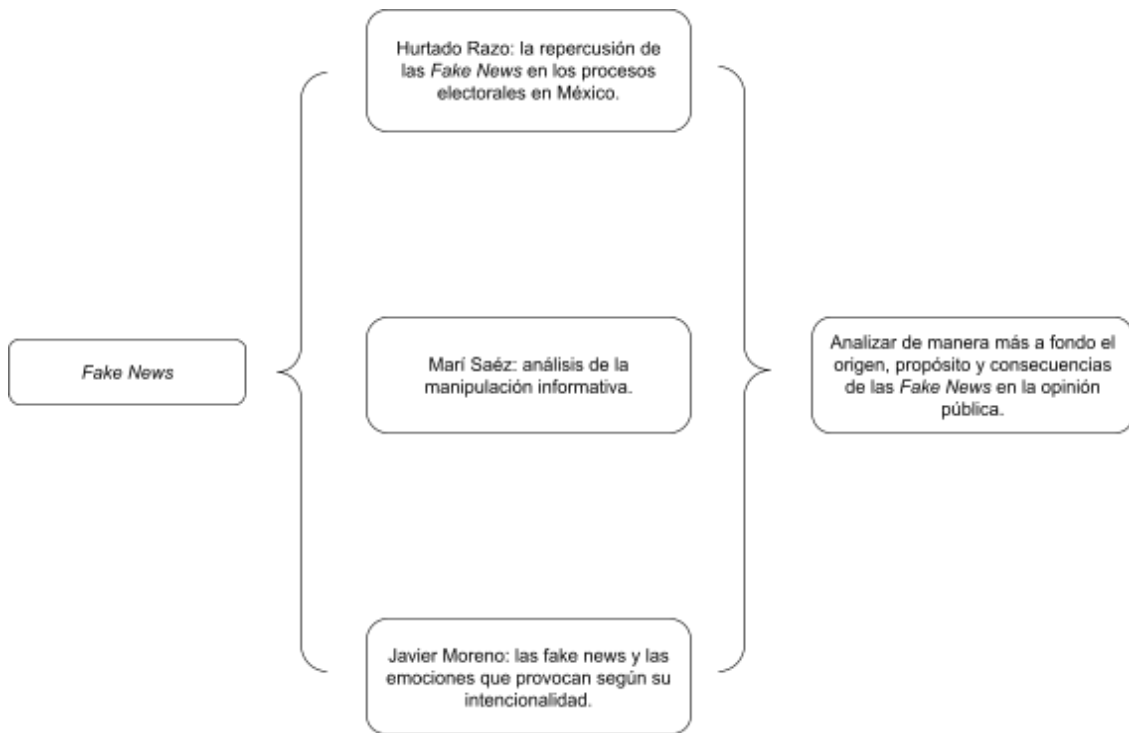 Hurtado Razo: la repercusión de
las Fake News en los procesos
electorales en México.
Fake News
Marí Saéz: análisis de la
manipulación informativa.
Analizar de manera más a fondo el
origen, propósito y consecuencias
de las Fake News en la opinión
pública.
Javier Moreno: las fake news y las
emociones que provocan según su
intencionalidad.